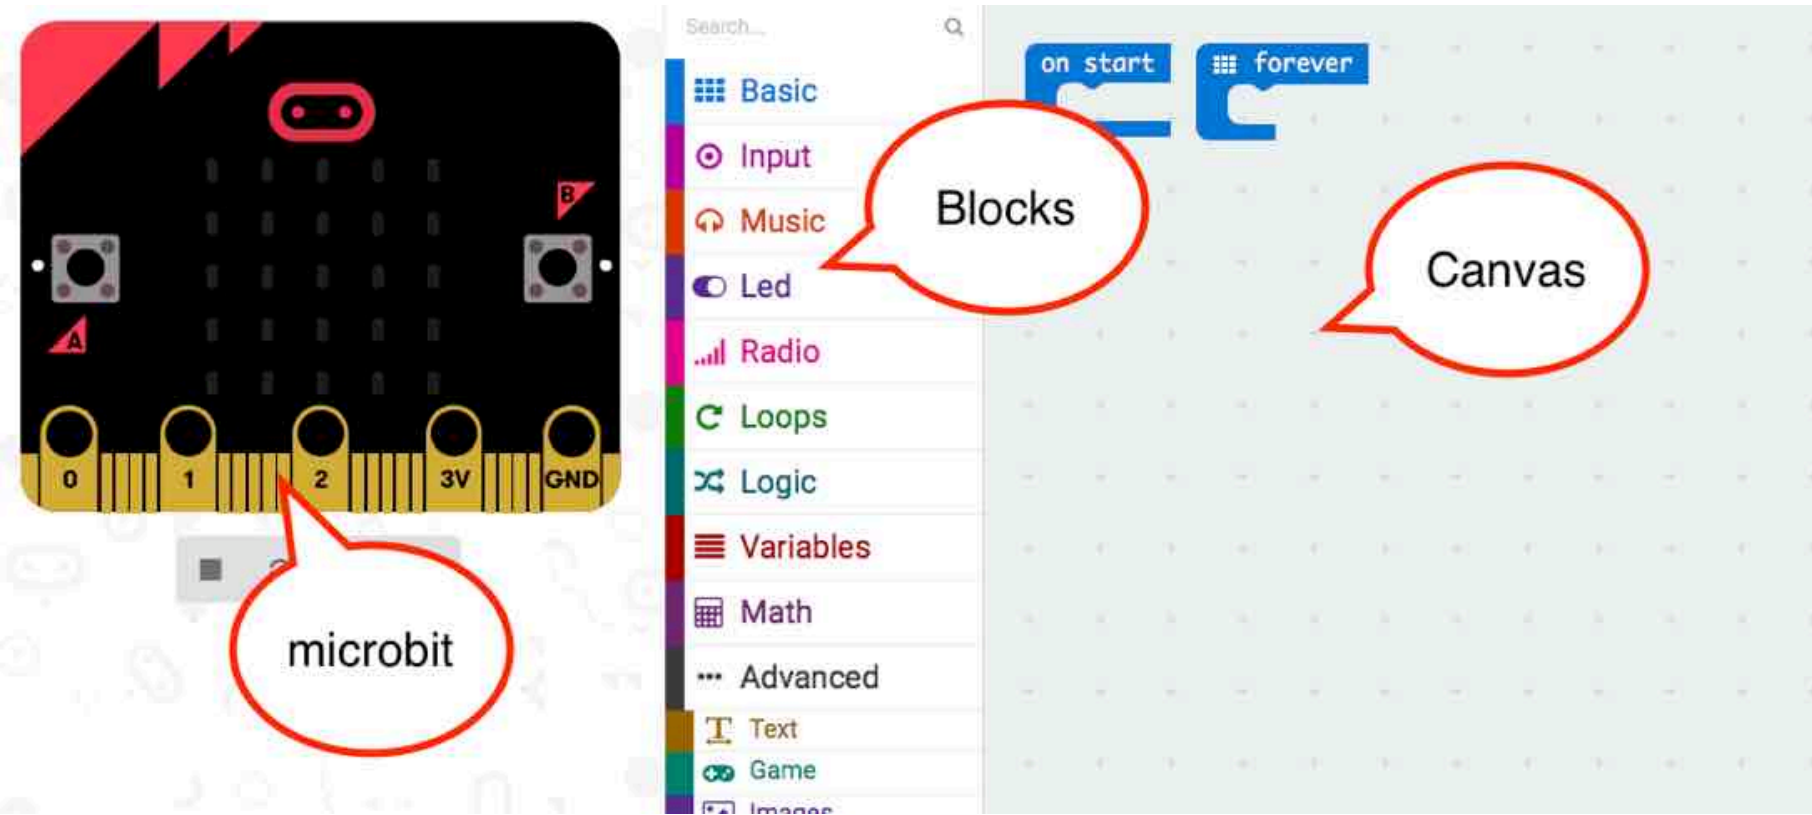 B
A
0 1 2 3V GND
microbit
Search...
Basic
Input
Music
Led
Radio
Loops
Logic
Variables
Math
Advanced
Text
Game
Images
Blocks
on start
forever
Canvas